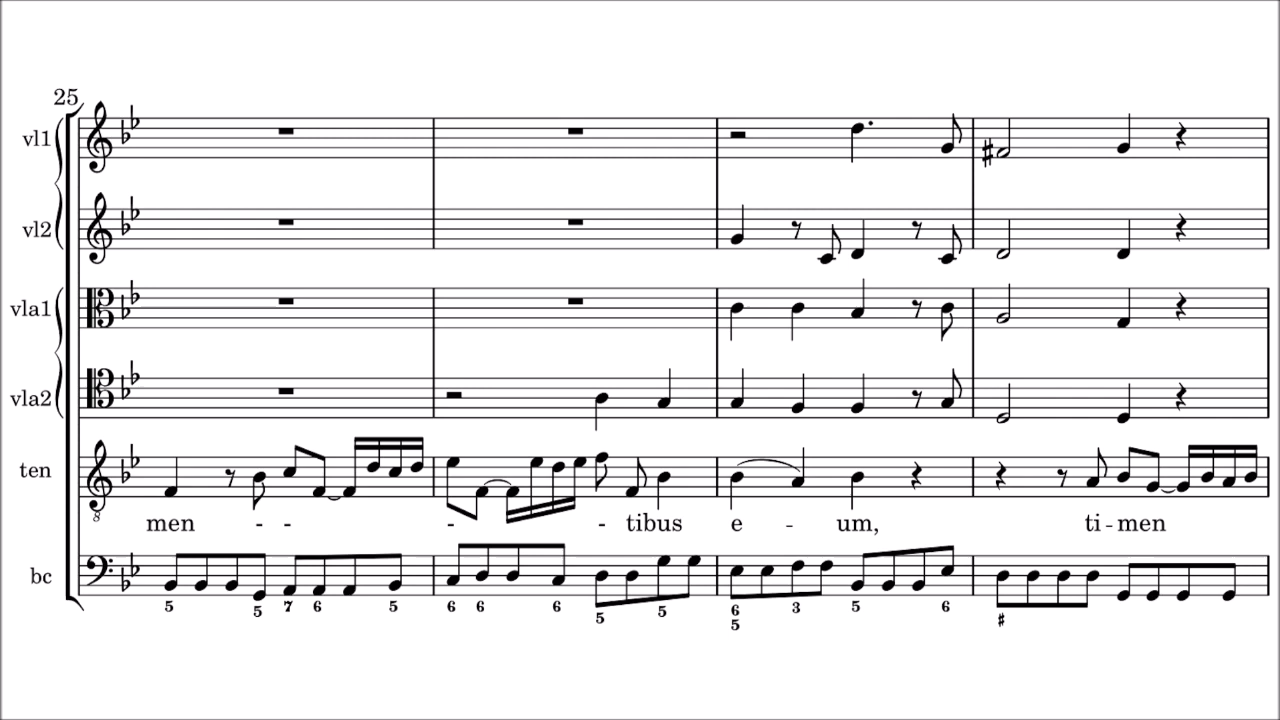 25
vl1
vl2
vla1
vla2
ten
8
men - - - - tibus e - um, ti - men
bc
5 5 7 6 5 6 6 6 5 5 6 3 5 6 ♯
5